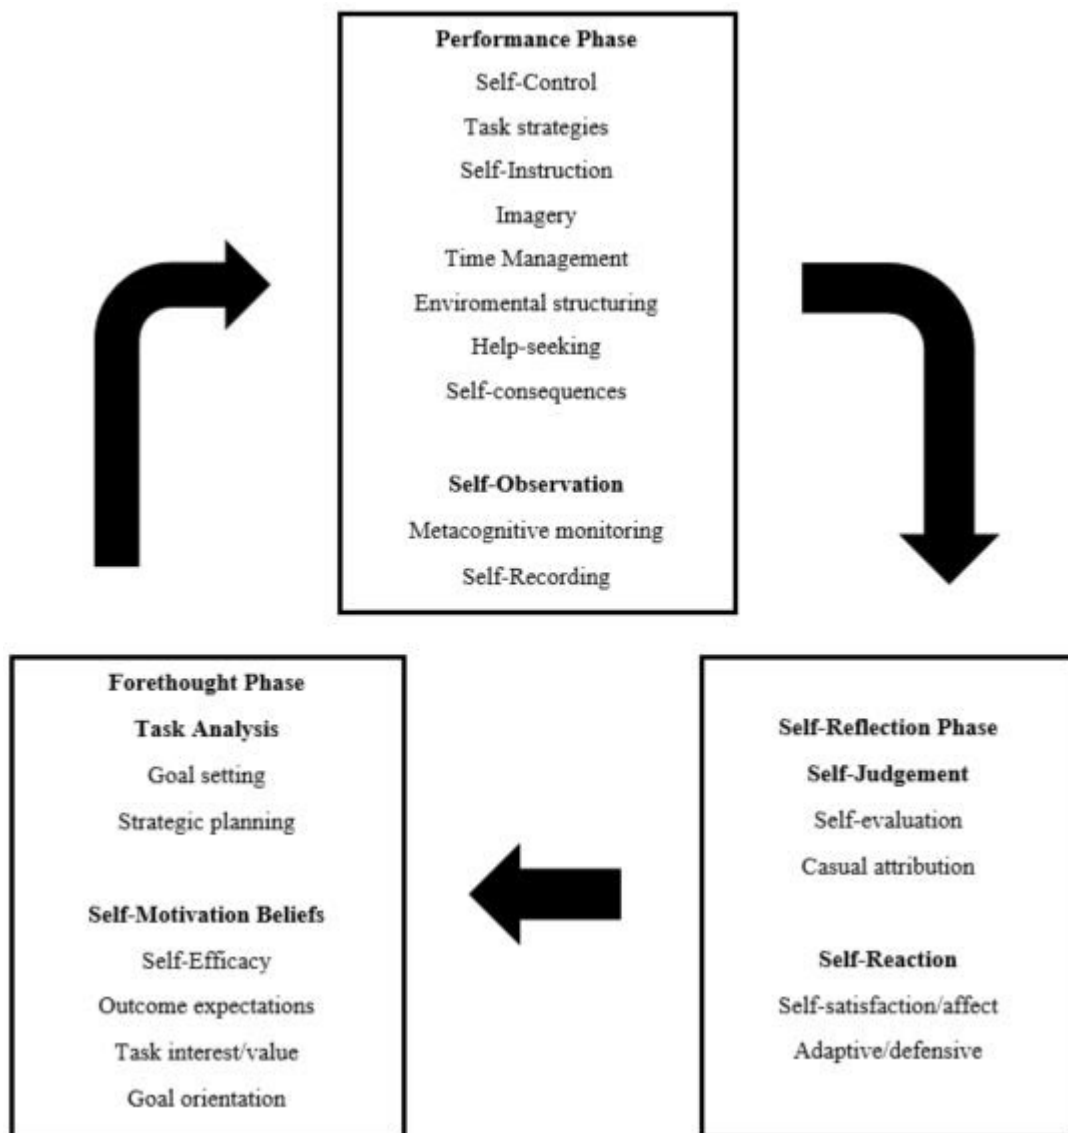 Performance Phase
Self-Control
Task strategies
Self-Instruction
Imagery
Time Management
Enviromental structuring
Help-seeking
Self-consequences
Self-Observation
Metacognitive monitoring
Self-Recording
Forethought Phase
Task Analysis
Goal setting
Strategic planning
Self-Motivation Beliefs
Self-Efficacy
Outcome expectations
Task interest/value
Goal orientation
Self-Reflection Phase
Self-Judgement
Self-evaluation
Casual attribution
Self-Reaction
Self-satisfaction/affect
Adaptive/defensive